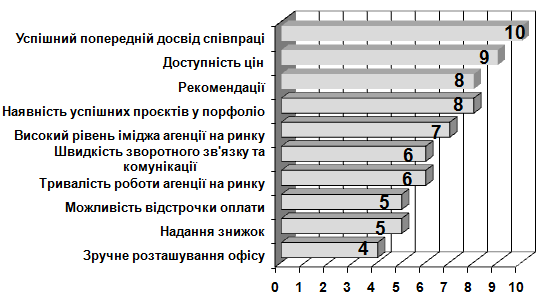 Успішний попередній досвід співпраці 10
Доступність цін 9
Рекомендації 8
Наявність успішних проєктів у порфоліо 8
Високий рівень іміджа агенції на ринку 7
Швидкість зворотного зв'язку та
комунікації 6
Тривалість роботи агенції на ринку 6
Можливість відстрочки оплати 5
Надання знижок 5
Зручне розташування офісу 4
0 1 2 3 4 5 6 7 8 9 10